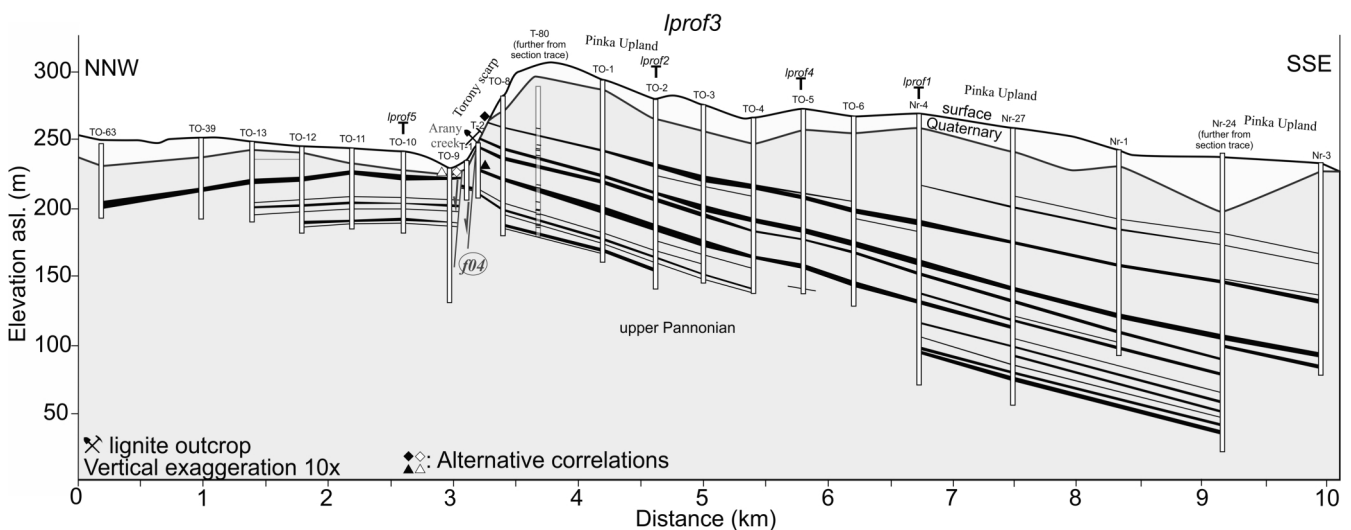 lprof3
NNW
SSE
T-80
(further from
section trace)
Pinka Upland
lprof2
lprof4
lprof1
Pinka Upland
Pinka Upland
lprof5
Torony scarp
Arany
creek
TO-63
TO-39
TO-13
TO-12
TO-11
TO-10
TO-9
T-1
T-2
TO-8
TO-1
TO-2
TO-3
TO-4
TO-5
TO-6
Nr-4
Nr-27
Nr-1
Nr-24
(further from
section trace)
Nr-3
surface
Quaternary
f04
upper Pannonian
lignite outcrop
Vertical exaggeration 10x
: Alternative correlations
Elevation asl. (m)
300
250
200
150
100
50
0 1 2 3 4 5 6 7 8 9 10
Distance (km)